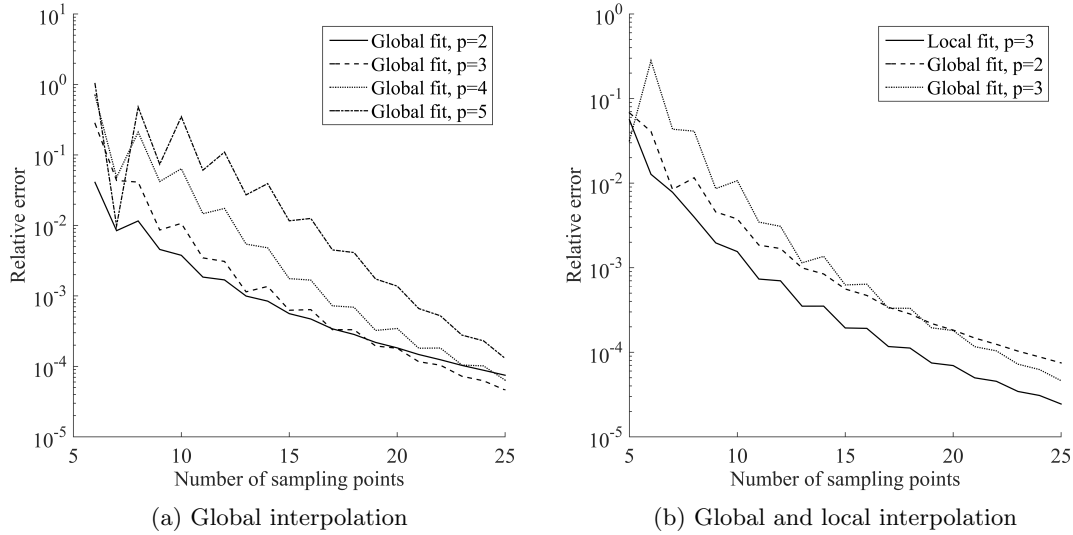 10^1
10^0
10^-1
10^-2
10^-3
10^-4
10^-5
Relative error
5
10
15
20
25
Number of sampling points
Global fit, p=2
Global fit, p=3
Global fit, p=4
Global fit, p=5
(a) Global interpolation
10^0
10^-1
10^-2
10^-3
10^-4
10^-5
Relative error
5
10
15
20
25
Number of sampling points
Local fit, p=3
Global fit, p=2
Global fit, p=3
(b) Global and local interpolation